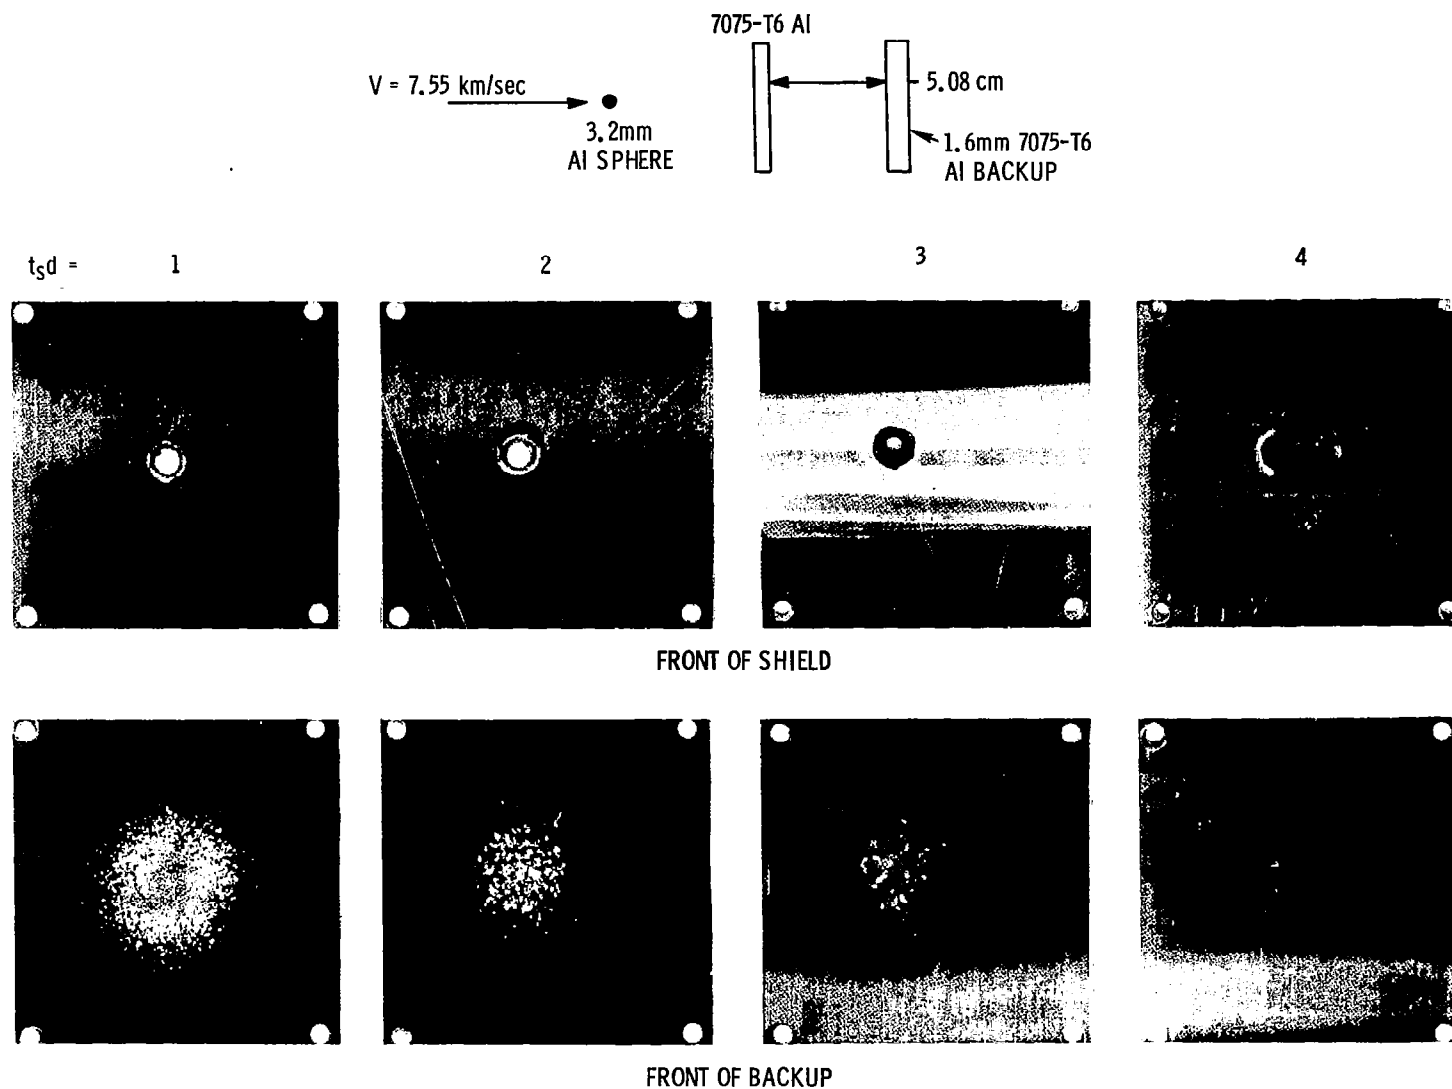 7075-T6 Al
V = 7.55 km/sec
5.08 cm
3.2mm
Al SPHERE
1.6mm 7075-T6
Al BACKUP
tsd = 1 2 3 4
FRONT OF SHIELD
FRONT OF BACKUP